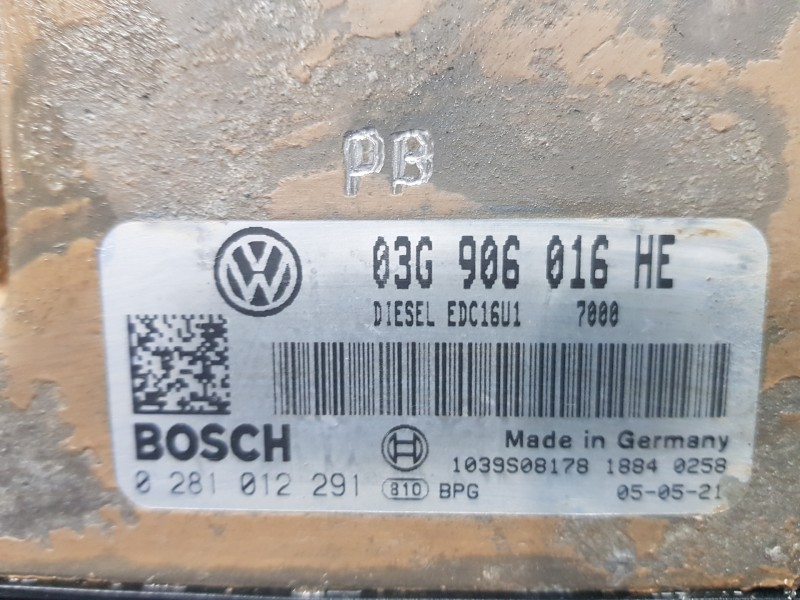 PB
03G 906 016 HE
DIESEL EDC16U1 7000
BOSCH
Made in Germany
1039S08178 1884 0258
0 281 012 291
810 BPG
05-05-21